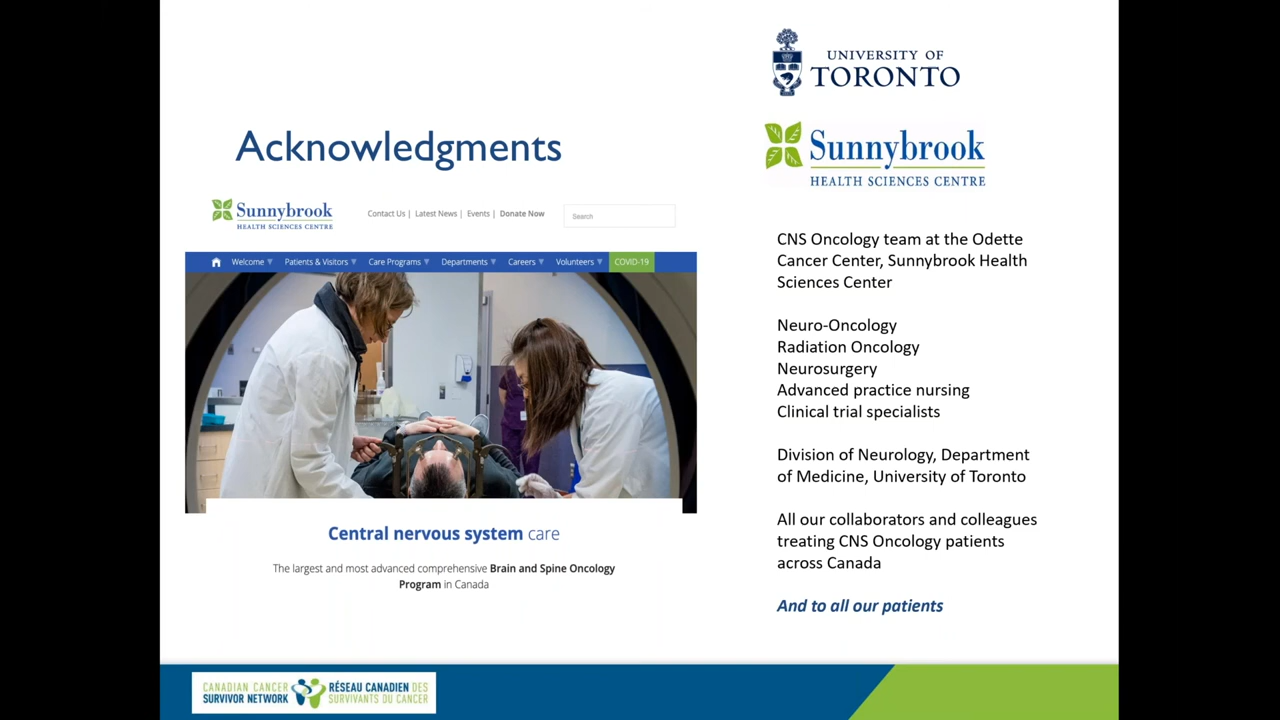 Acknowledgments
Sunnybrook
HEALTH SCIENCES CENTRE
Contact Us | Latest News | Events | Donate Now
Search
Welcome Patients & Visitors Care Programs Departments Careers Volunteers COVID-19
Central nervous system care
The largest and most advanced comprehensive Brain and Spine Oncology
Program in Canada
UNIVERSITY OF
TORONTO
Sunnybrook
HEALTH SCIENCES CENTRE
CNS Oncology team at the Odette
Cancer Center, Sunnybrook Health
Sciences Center
Neuro-Oncology
Radiation Oncology
Neurosurgery
Advanced practice nursing
Clinical trial specialists
Division of Neurology, Department
of Medicine, University of Toronto
All our collaborators and colleagues
treating CNS Oncology patients
across Canada
And to all our patients
CANADIAN CANCER
SURVIVOR NETWORK
RÉSEAU CANADIEN DES
SURVIVANTS DU CANCER